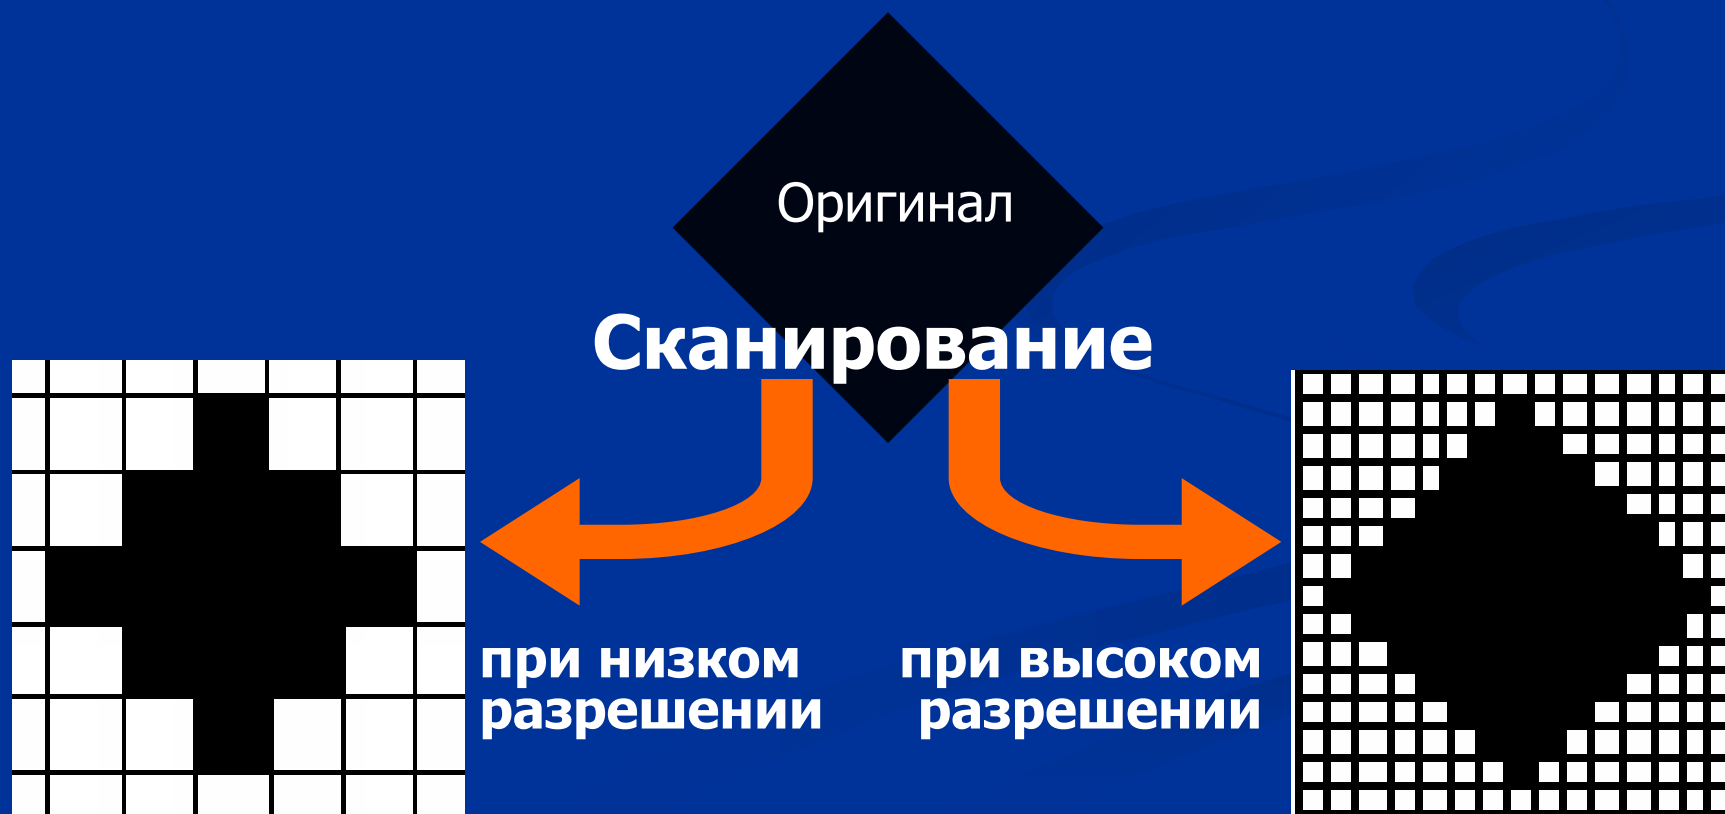 Оригинал
Сканирование
при низком
разрешении
при высоком
разрешении